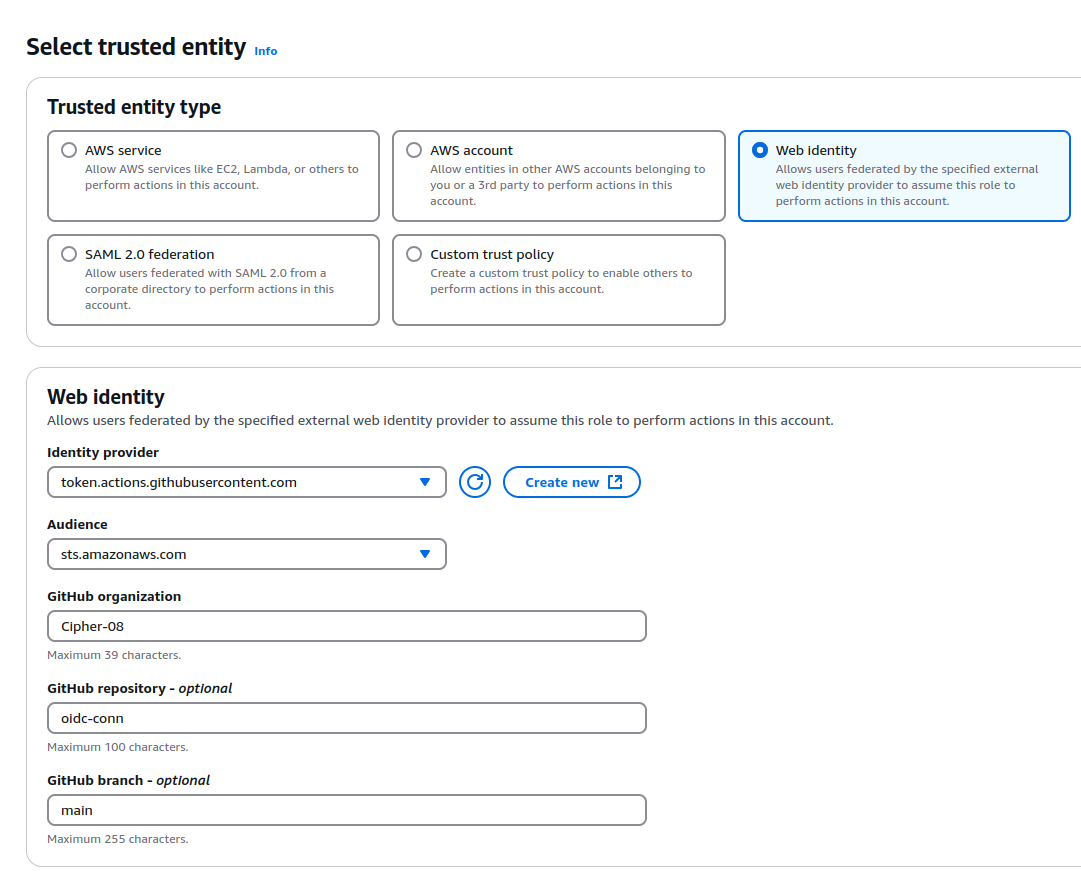 Select trusted entity Info
Trusted entity type
AWS service
Allow AWS services like EC2, Lambda, or others to
perform actions in this account.
AWS account
Allow entities in other AWS accounts belonging to
you or a 3rd party to perform actions in this
account.
Web identity
Allows users federated by the specified external
web identity provider to assume this role to
perform actions in this account.
SAML 2.0 federation
Allow users federated with SAML 2.0 from a
corporate directory to perform actions in this
account.
Custom trust policy
Create a custom trust policy to enable others to
perform actions in this account.
Web identity
Allows users federated by the specified external web identity provider to assume this role to perform actions in this account.
Identity provider
token.actions.githubusercontent.com
Create new
Audience
sts.amazonaws.com
GitHub organization
Cipher-08
Maximum 39 characters.
GitHub repository - optional
oidc-conn
Maximum 100 characters.
GitHub branch - optional
main
Maximum 255 characters.